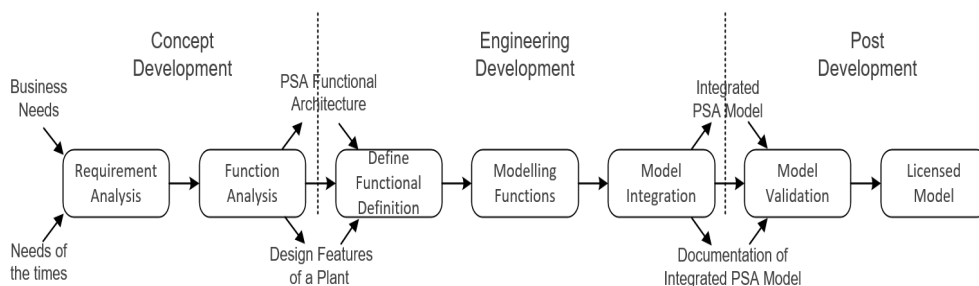 Concept
Development
Engineering
Development
Post
Development
Business
Needs
PSA Functional
Architecture
Integrated
PSA Model
Requirement
Analysis
Function
Analysis
Define
Functional
Definition
Modelling
Functions
Model
Integration
Model
Validation
Licensed
Model
Needs of
the times
Design Features
of a Plant
Documentation of
Integrated PSA Model